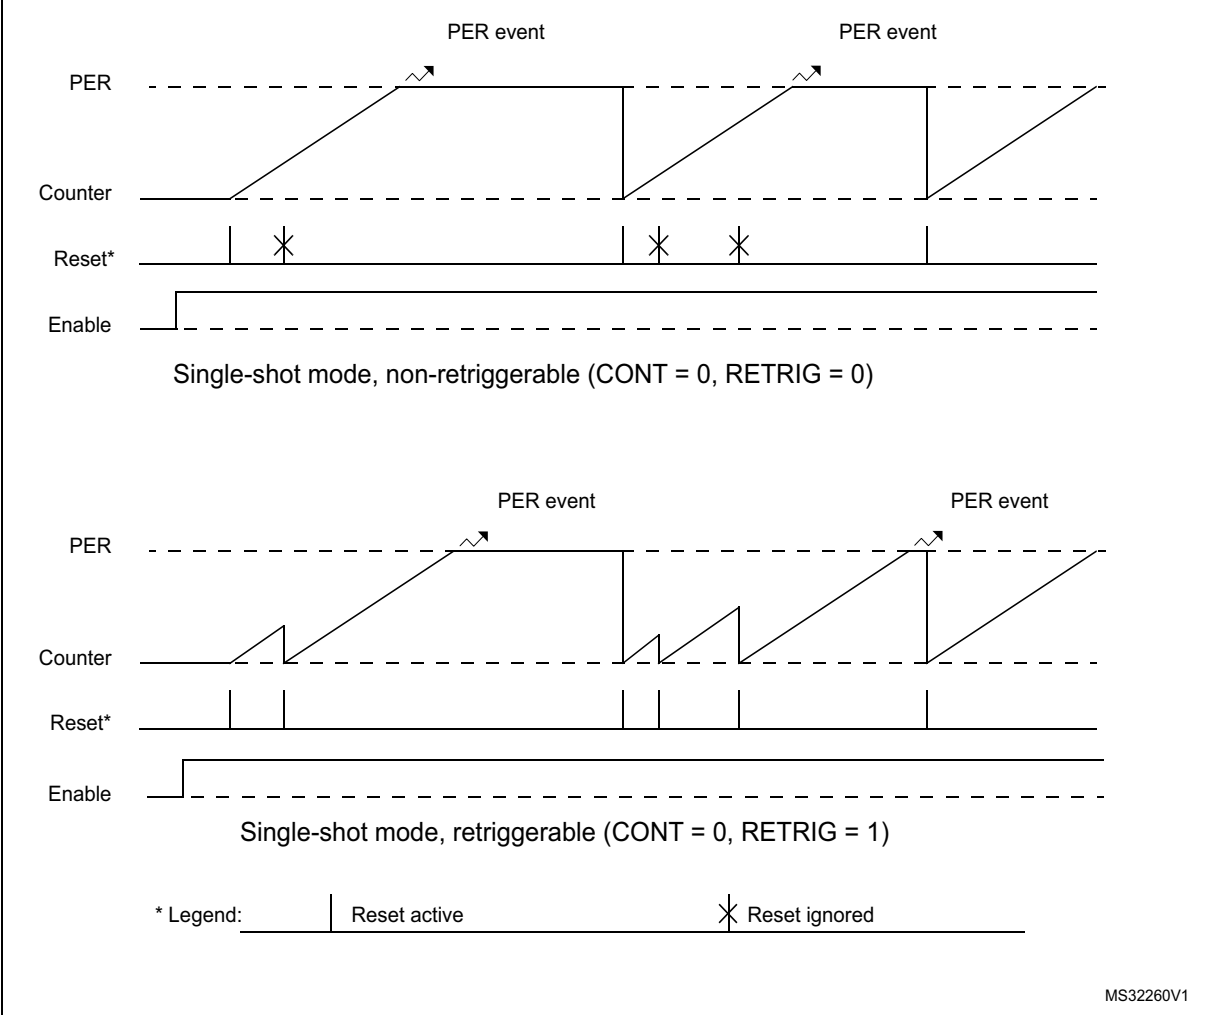 PER event PER event
PER
Counter
Reset*
Enable
Single-shot mode, non-retriggerable (CONT = 0, RETRIG = 0)
PER event PER event
PER
Counter
Reset*
Enable
Single-shot mode, retriggerable (CONT = 0, RETRIG = 1)
* Legend: Reset active Reset ignored
MS32260V1